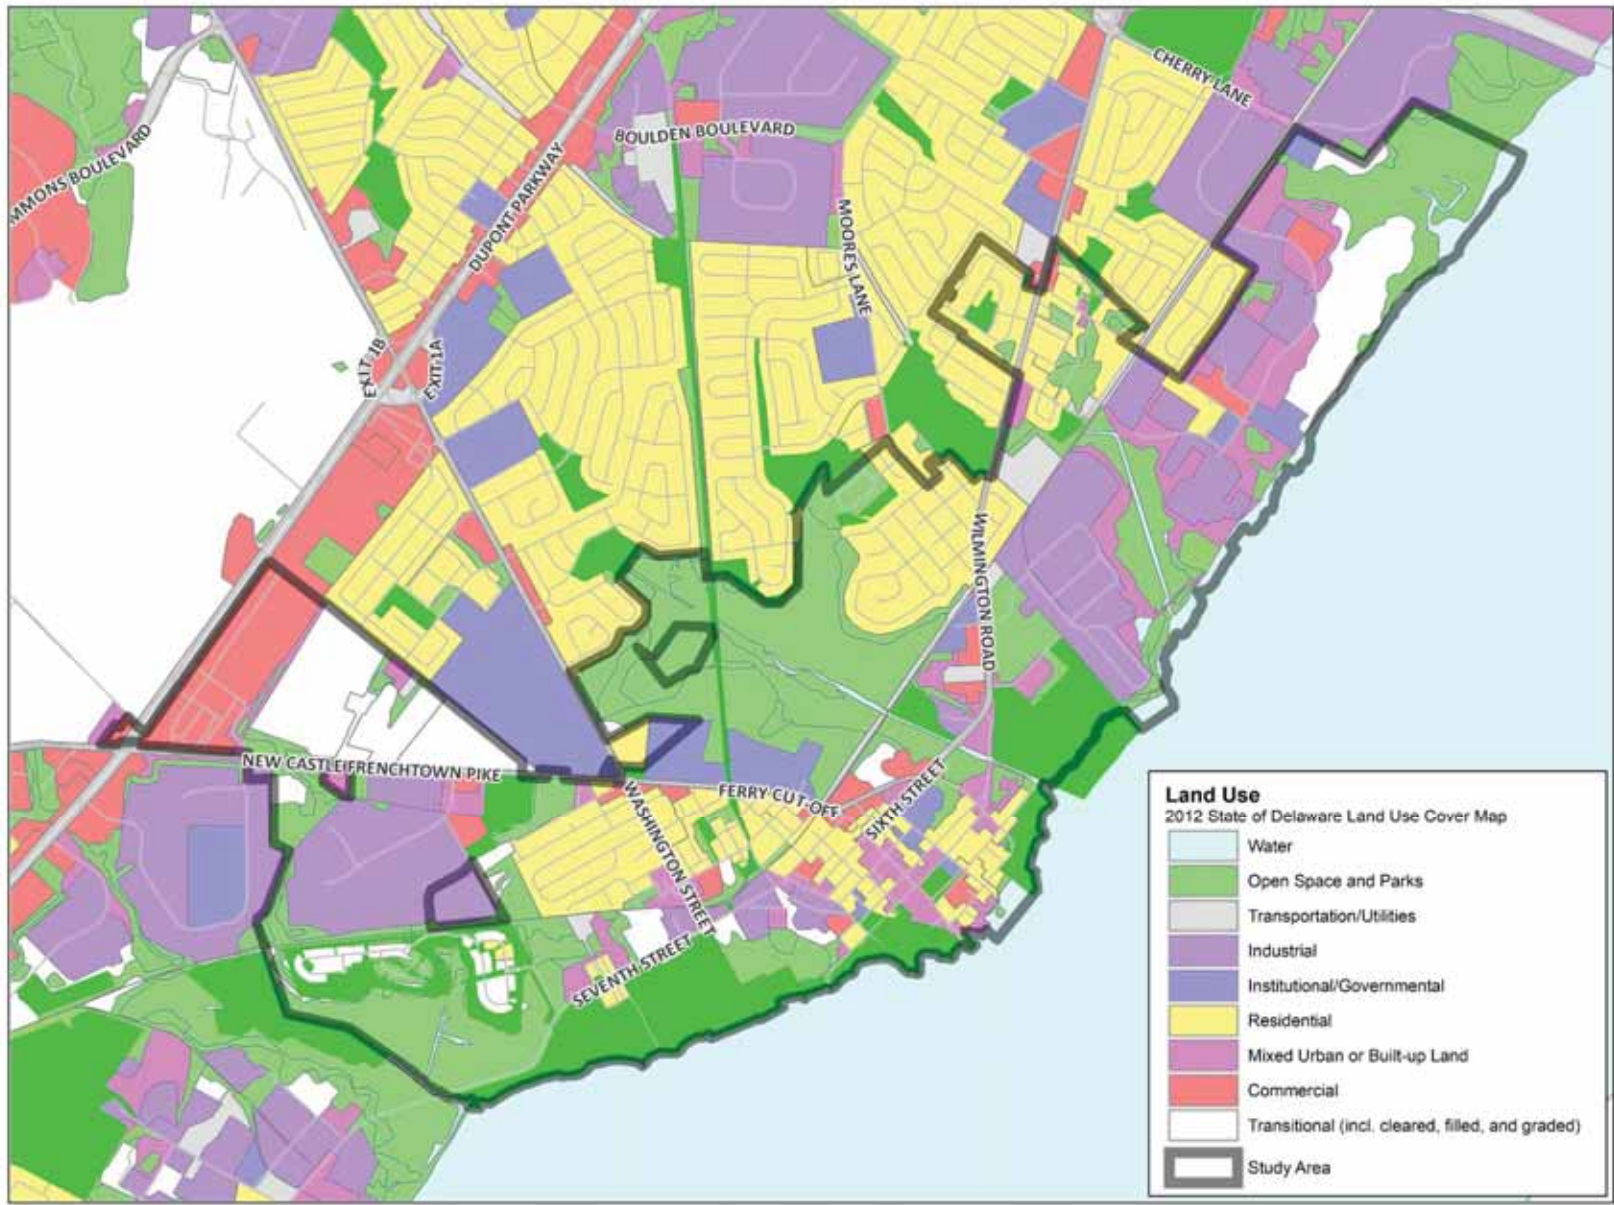 CHERRY LANE
BOULDEN BOULEVARD
MMONS BOULEVARD
DUPONT PARKWAY
MOORES LANE
EXIT 1B
EXIT 1A
WILMINGTON ROAD
NEW CASTLE FRENCHTOWN PIKE
FERRY CUT-OFF
SIXTH STREET
WASHINGTON STREET
SEVENTH STREET
Land Use
2012 State of Delaware Land Use Cover Map
Water
Open Space and Parks
Transportation/Utilities
Industrial
Institutional/Governmental
Residential
Mixed Urban or Built-up Land
Commercial
Transitional (incl. cleared, filled, and graded)
Study Area